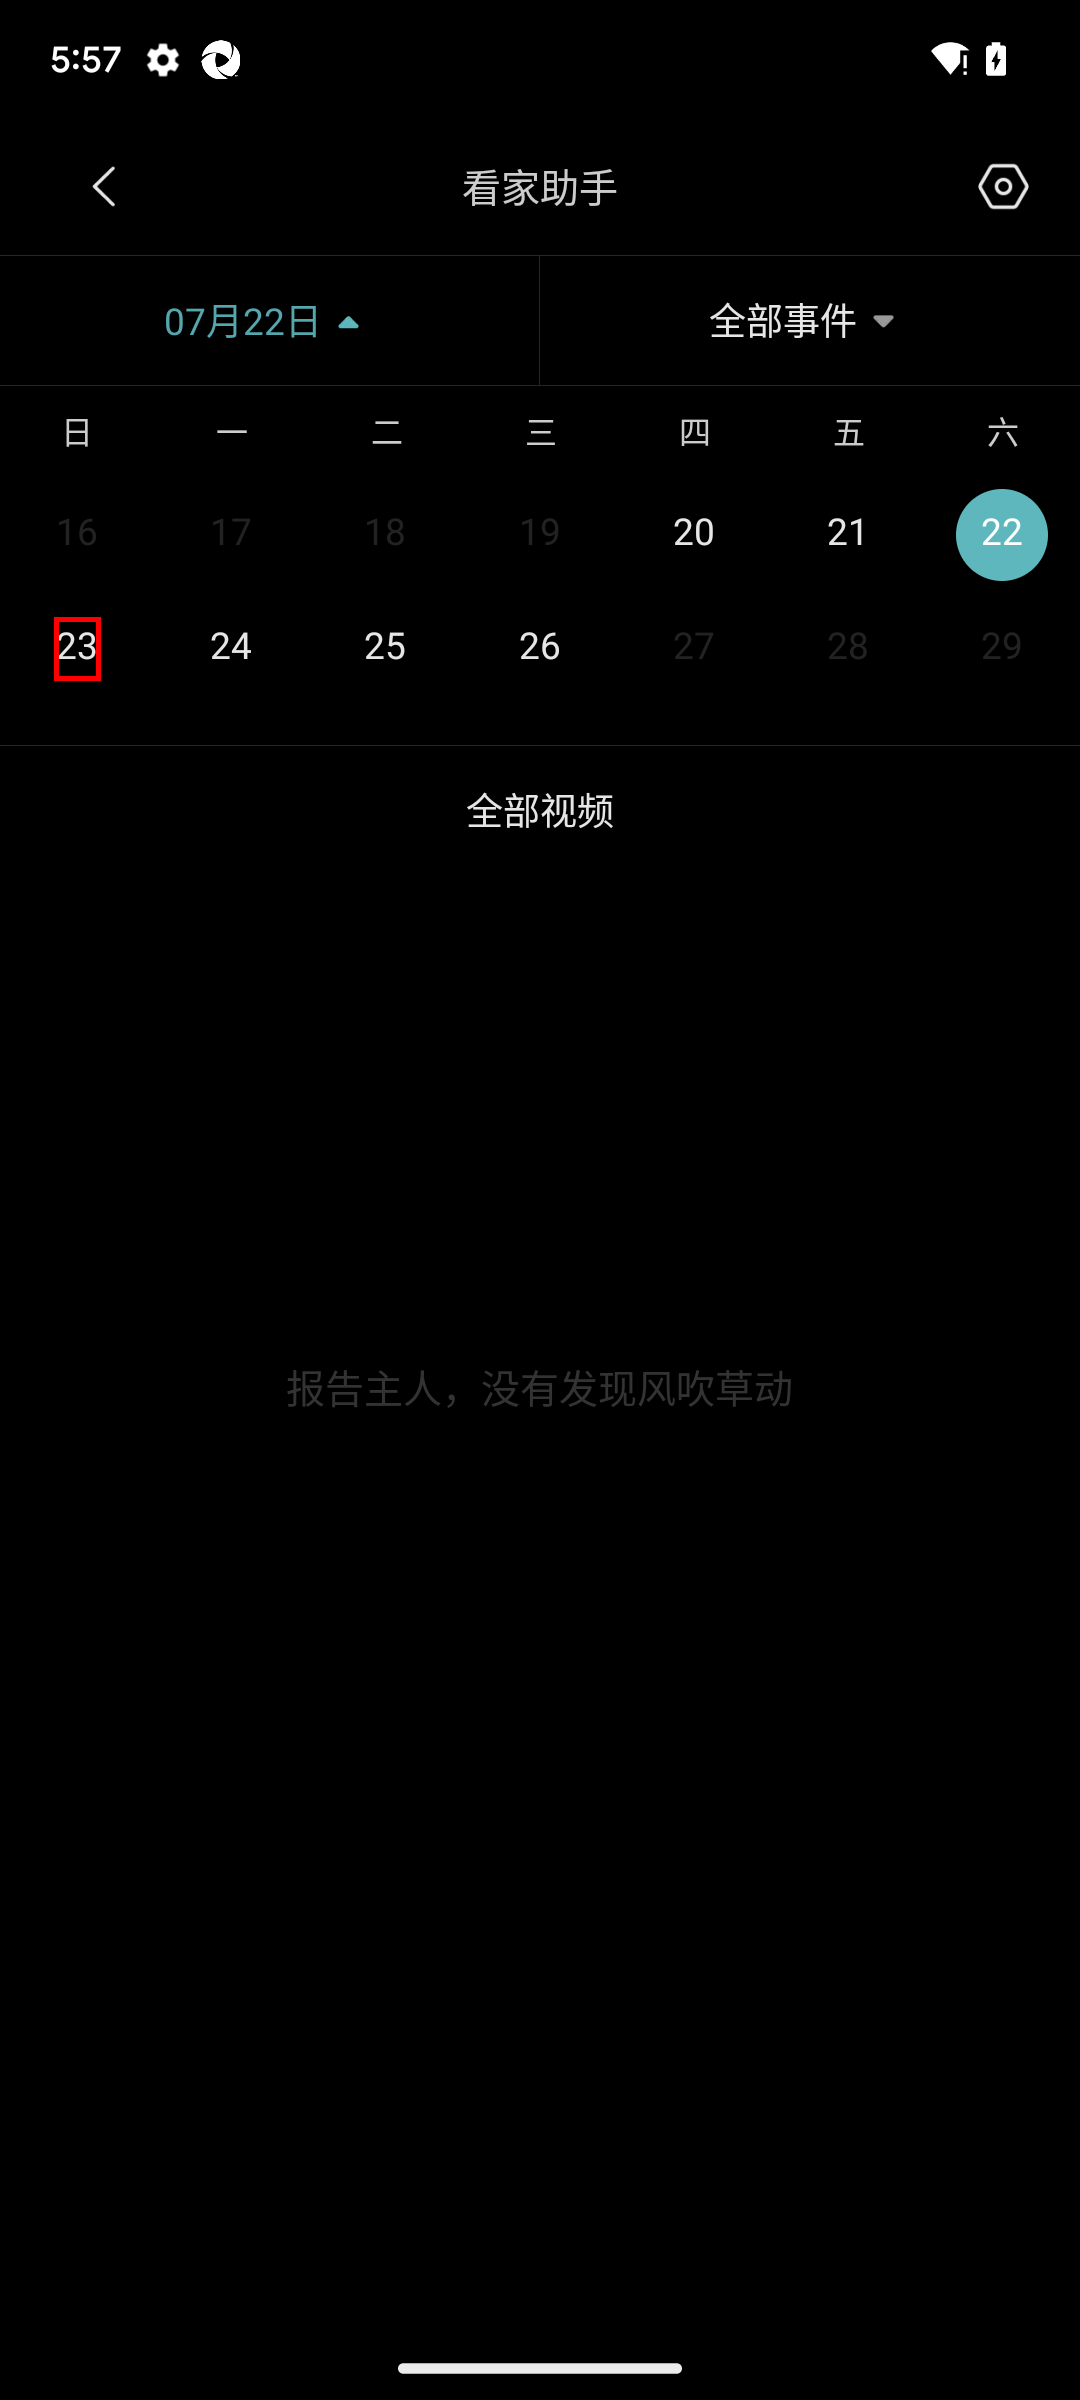 5:57
看家助手
07月22日 全部事件
日 一 二 三 四 五 六
16 17 18 19 20 21 22
23 24 25 26 27 28 29
全部视频
报告主人，没有发现风吹草动